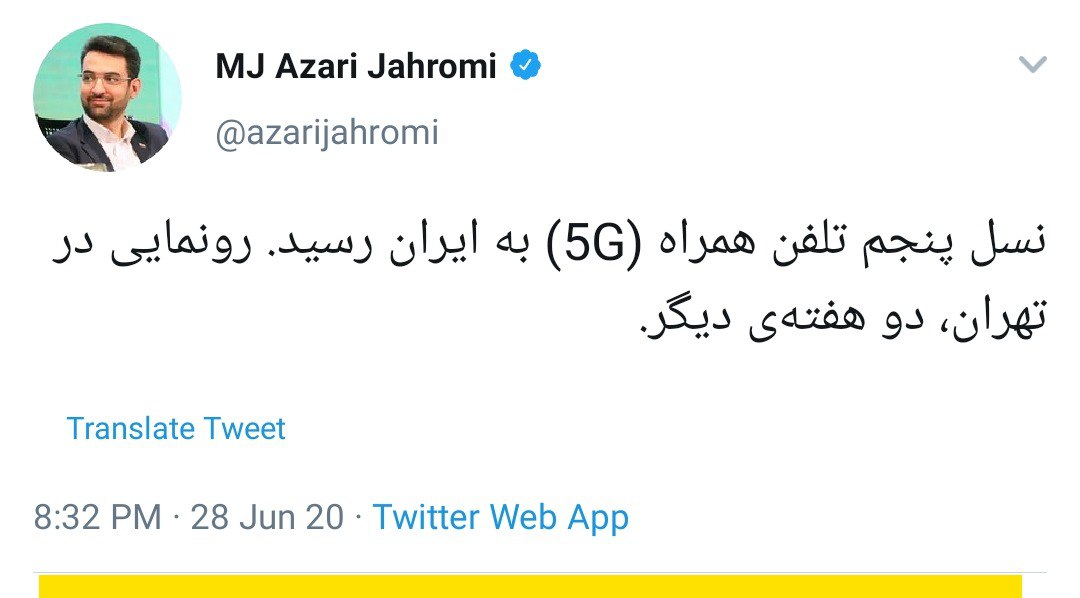 MJ Azari Jahromi
@azarijahromi
نسل پنجم تلفن همراه (5G) به ایران رسید. رونمایی در
تهران، دو هفته‌ی دیگر.
Translate Tweet
8:32 PM · 28 Jun 20 · Twitter Web App